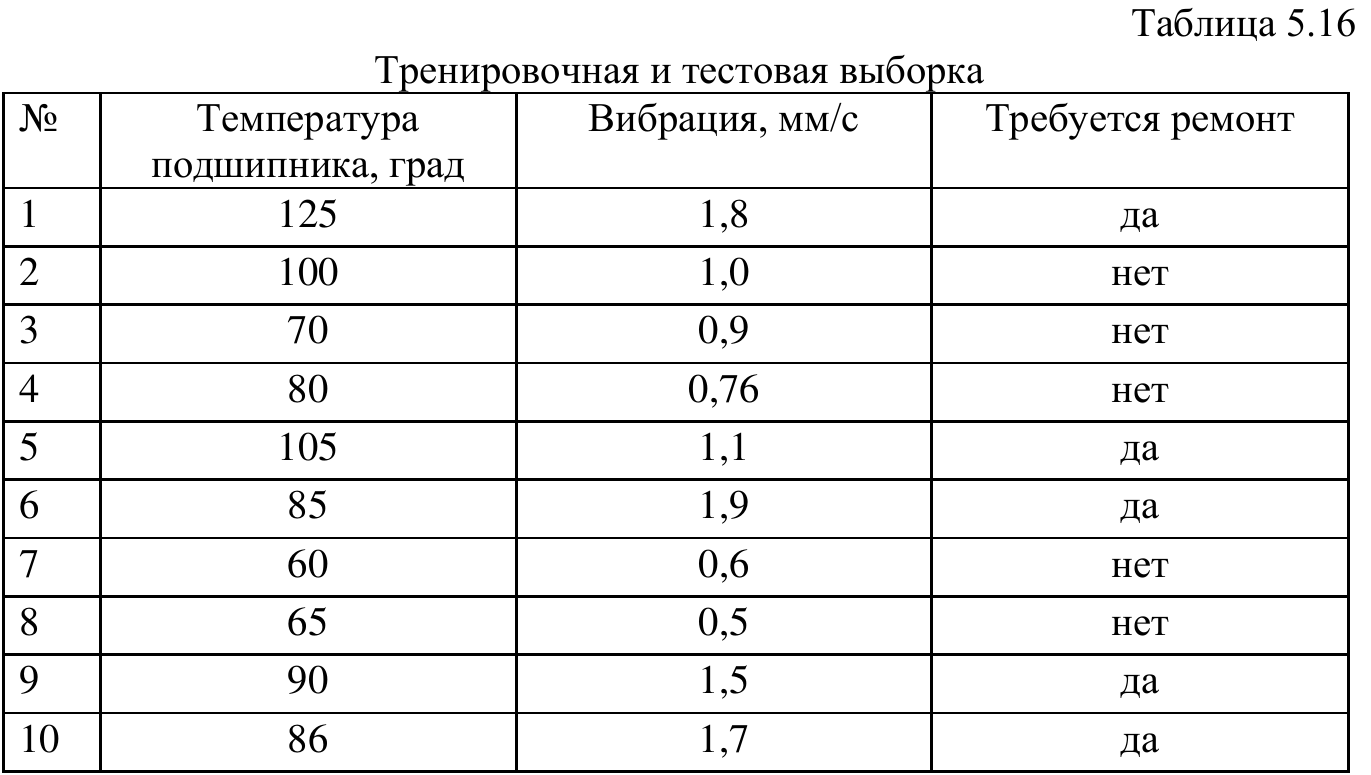 Таблица 5.16
Тренировочная и тестовая выборка
№ Температура подшипника, град Вибрация, мм/с Требуется ремонт
1 125 1,8 да
2 100 1,0 нет
3 70 0,9 нет
4 80 0,76 нет
5 105 1,1 да
6 85 1,9 да
7 60 0,6 нет
8 65 0,5 нет
9 90 1,5 да
10 86 1,7 да